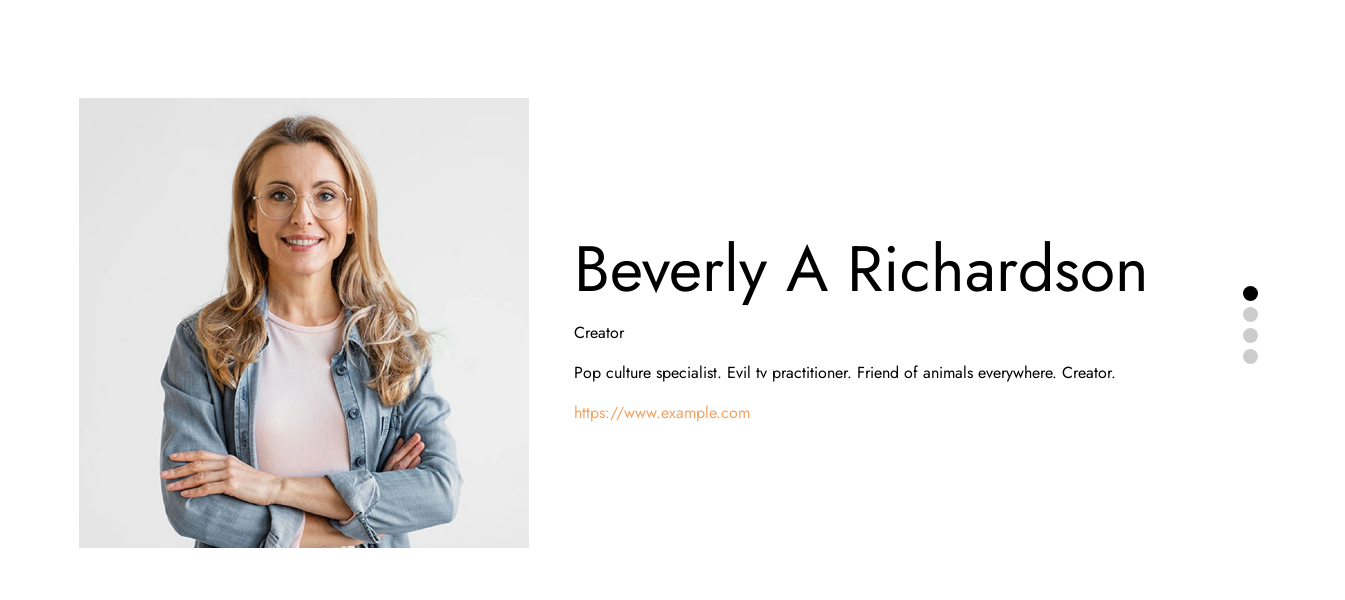 Beverly A Richardson
Creator
Pop culture specialist. Evil tv practitioner. Friend of animals everywhere. Creator.
https://www.example.com